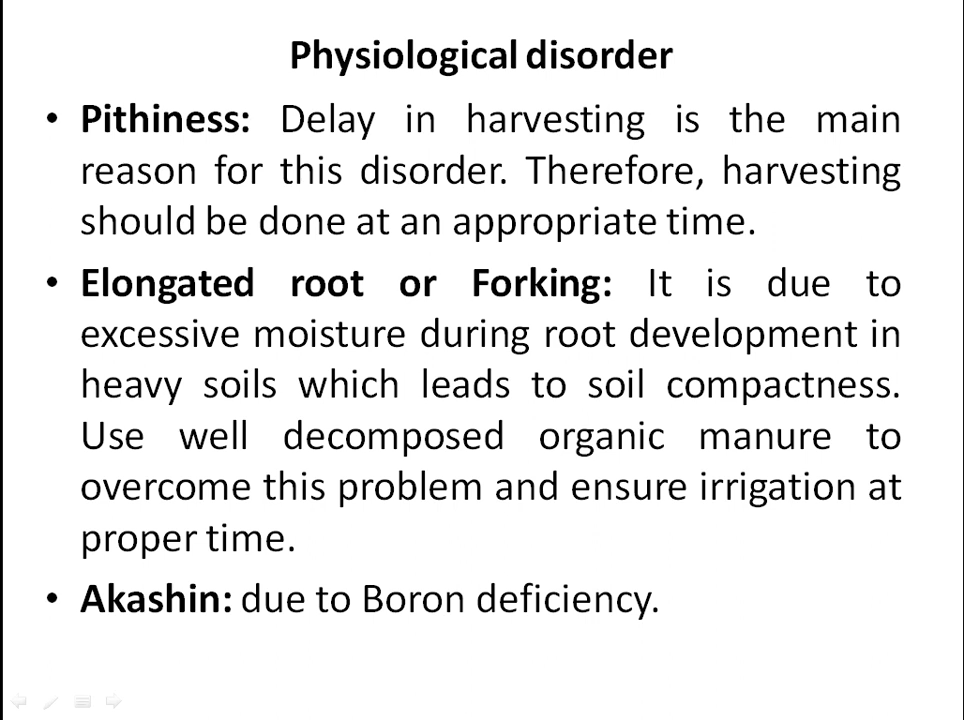 Physiological disorder
• Pithiness: Delay in harvesting is the main
reason for this disorder. Therefore, harvesting
should be done at an appropriate time.
• Elongated root or Forking: It is due to
excessive moisture during root development in
heavy soils which leads to soil compactness.
Use well decomposed organic manure to
overcome this problem and ensure irrigation at
proper time.
• Akashin: due to Boron deficiency.